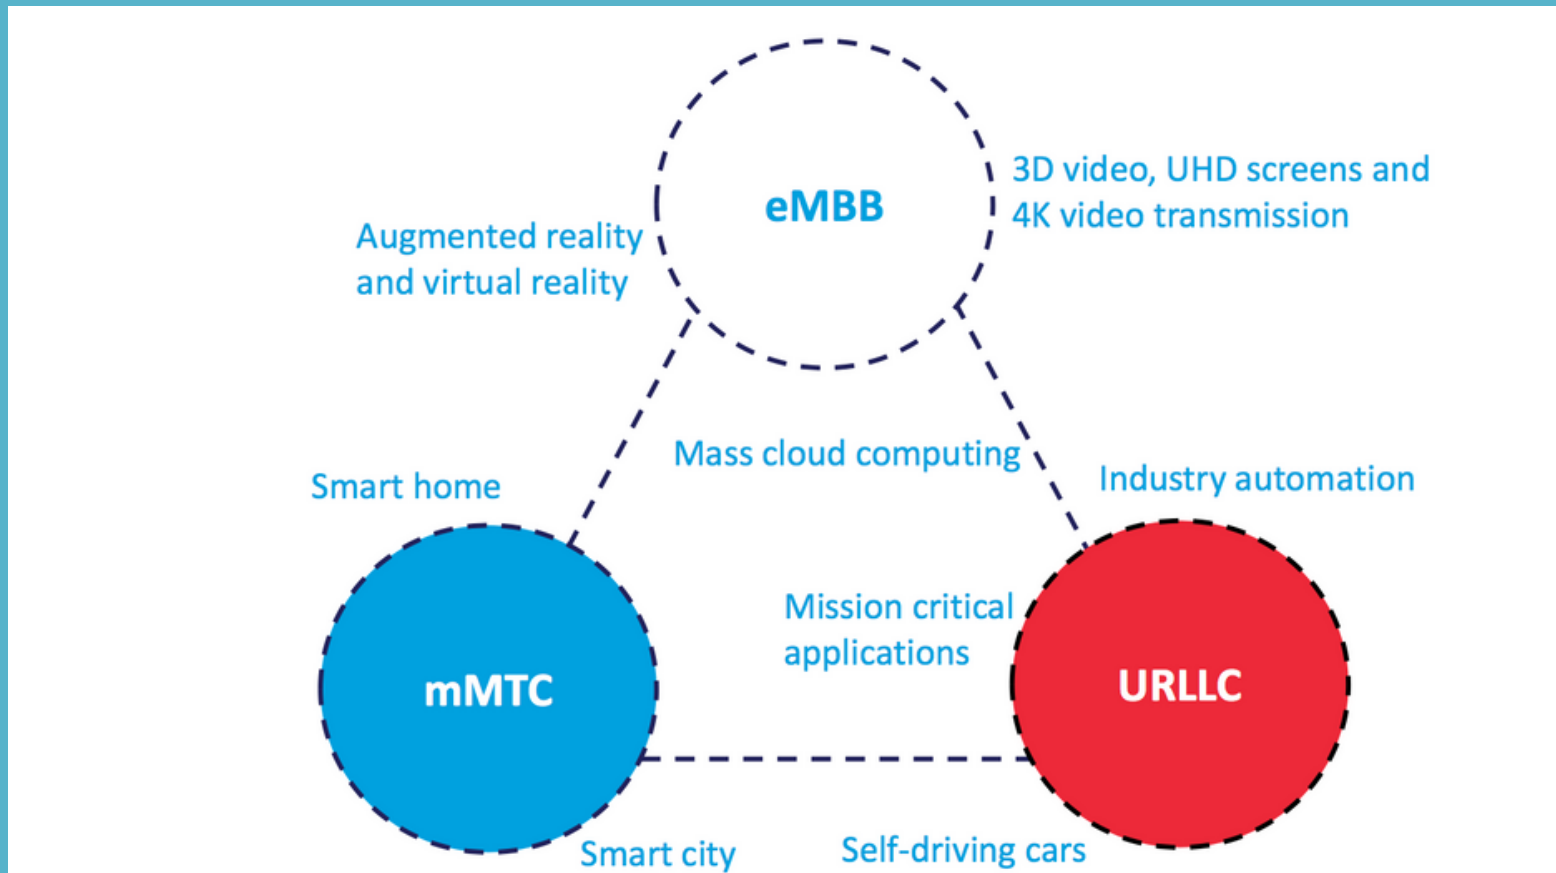 eMBB
3D video, UHD screens and
4K video transmission
Augmented reality
and virtual reality
Mass cloud computing
Smart home
Industry automation
Mission critical
applications
mMTC
URLLC
Smart city
Self-driving cars